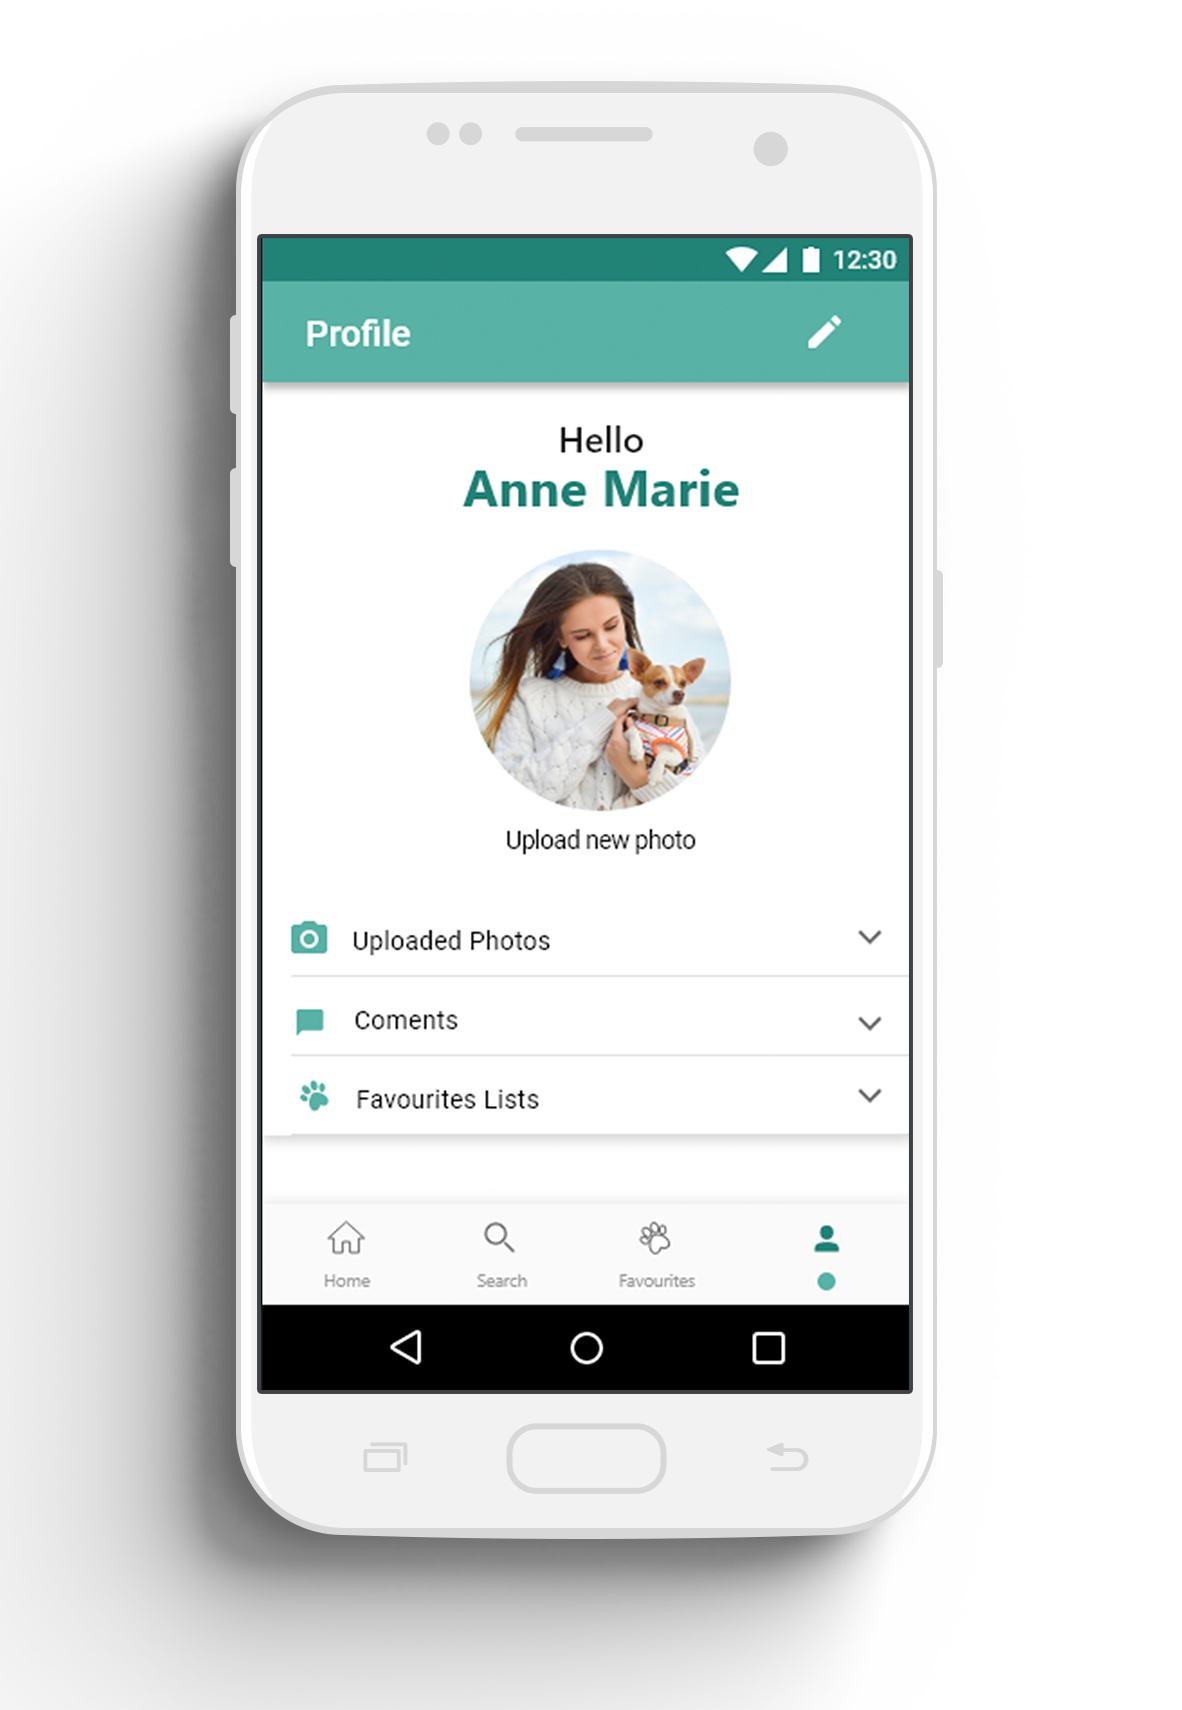 12:30
Profile
Hello
Anne Marie
Upload new photo
Uploaded Photos
Coments
Favourites Lists
Home Search Favourites